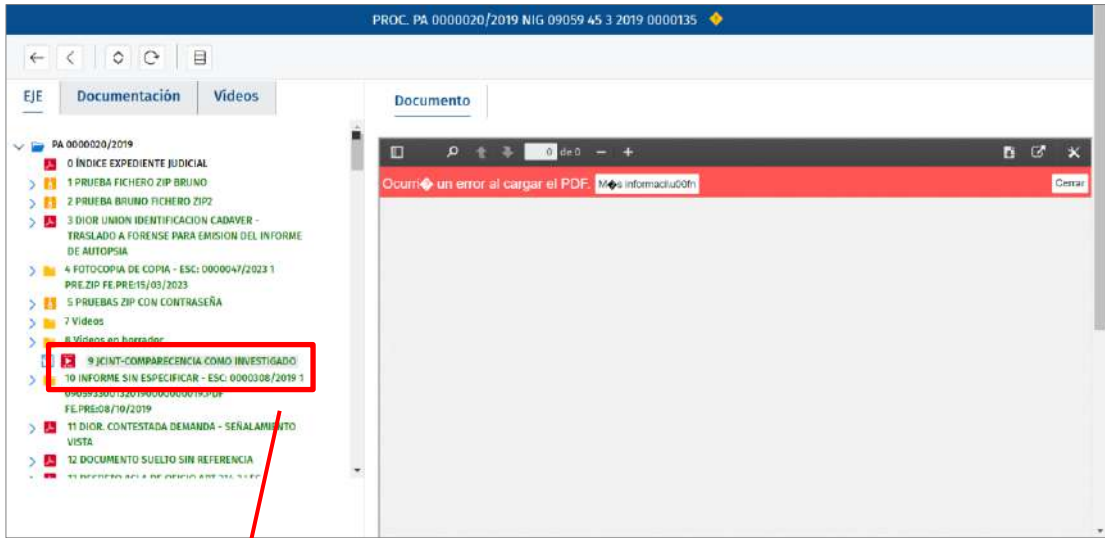 PROC. PA 0000020/2019 NIG 09059 45 3 2019 0000135
EJE Documentación Videos
Documento
PA 0000020/2019
0 ÍNDICE EXPEDIENTE JUDICIAL
1 PRUEBA FICHERO ZIP BRUNO
2 PRUEBA BRUNO FICHERO ZIP2
3 DIOR UNION IDENTIFICACION CADAVER -
TRASLADO A FORENSE PARA EMISION DEL INFORME
DE AUTOPSIA
4 FOTOCOPIA DE COPIA - ESC: 0000047/2023 1
PRE.ZIP FE.PRE:15/03/2023
5 PRUEBAS ZIP CON CONTRASEÑA
7 Videos
8 Videos en borrador
9 JCINT-COMPARECENCIA COMO INVESTIGADO
10 INFORME SIN ESPECIFICAR - ESC: 0000308/2019 1
FE.PRE:08/10/2019
11 DIOR. CONTESTADA DEMANDA - SEÑALAMIENTO
VISTA
12 DOCUMENTO SUELTO SIN REFERENCIA
0 de 0
Ocurri� un error al cargar el PDF. M�s informaci\u00fn Cerrar